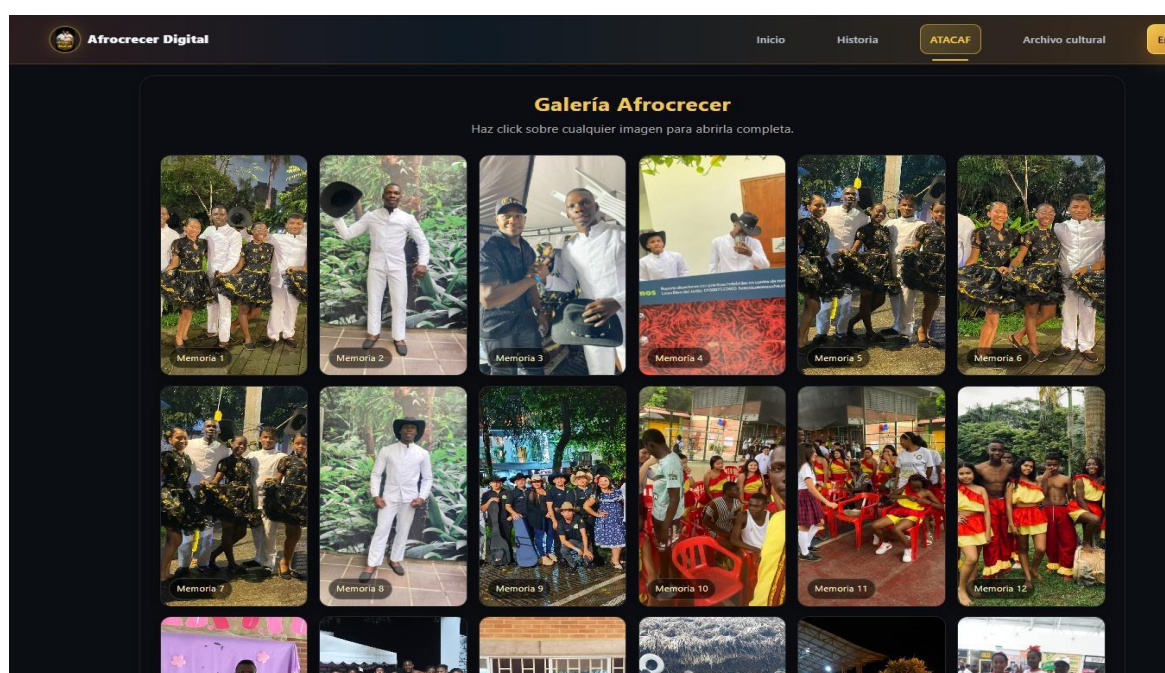 Afrocrecer Digital
Inicio
Historia
ATACAF
Archivo cultural
Galería Afrocrecer
Haz click sobre cualquier imagen para abrirla completa.
Memoria 1
Memoria 2
Memoria 3
Memoria 4
Memoria 5
Memoria 6
Memoria 7
Memoria 8
Memoria 9
Memoria 10
Memoria 11
Memoria 12